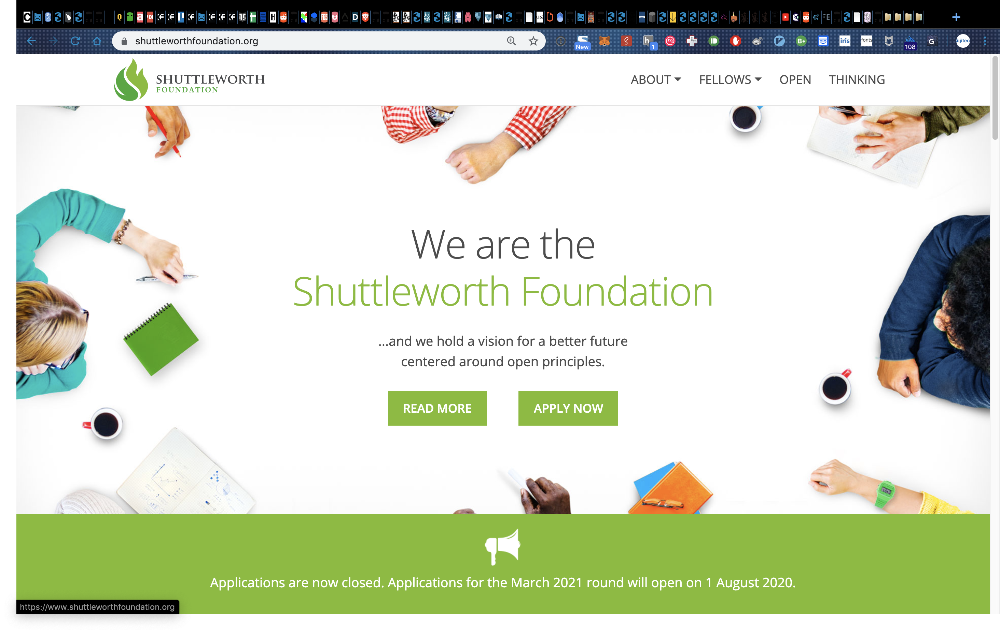 shuttleworthfoundation.org
New
1
iris
fonts
108
G
ujitec
SHUTTLEWORTH
FOUNDATION
ABOUT
FELLOWS
OPEN
THINKING
We are the
Shuttleworth Foundation
...and we hold a vision for a better future
centered around open principles.
READ MORE
APPLY NOW
Applications are now closed. Applications for the March 2021 round will open on 1 August 2020.
https://www.shuttleworthfoundation.org